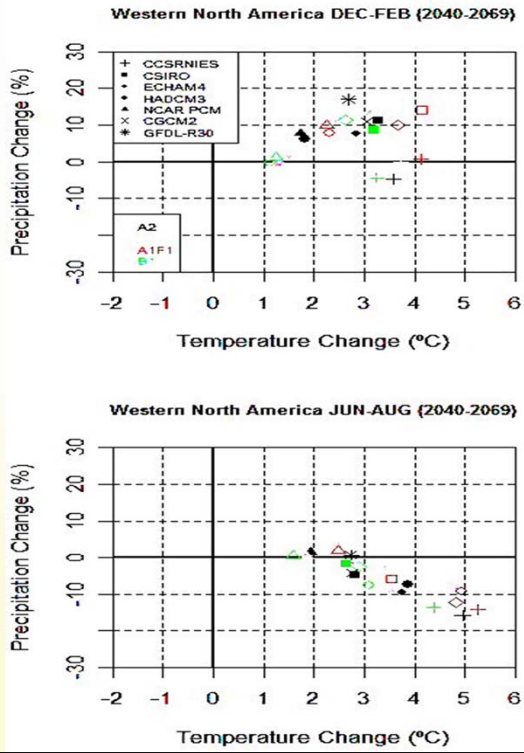 Western North America DEC-FEB (2040-2069)
Precipitation Change (%)
30
20
10
0
-10
-30
CCSRNIES
CSIRO
ECHAM4
HADCM3
NCAR PCM
CGCM2
GFDL-R30
A2
A1F1
-2 -1 0 1 2 3 4 5 6
Temperature Change (ºC)
Western North America JUN-AUG (2040-2069)
Precipitation Change (%)
30
20
10
0
-10
-30
-2 -1 0 1 2 3 4 5 6
Temperature Change (ºC)